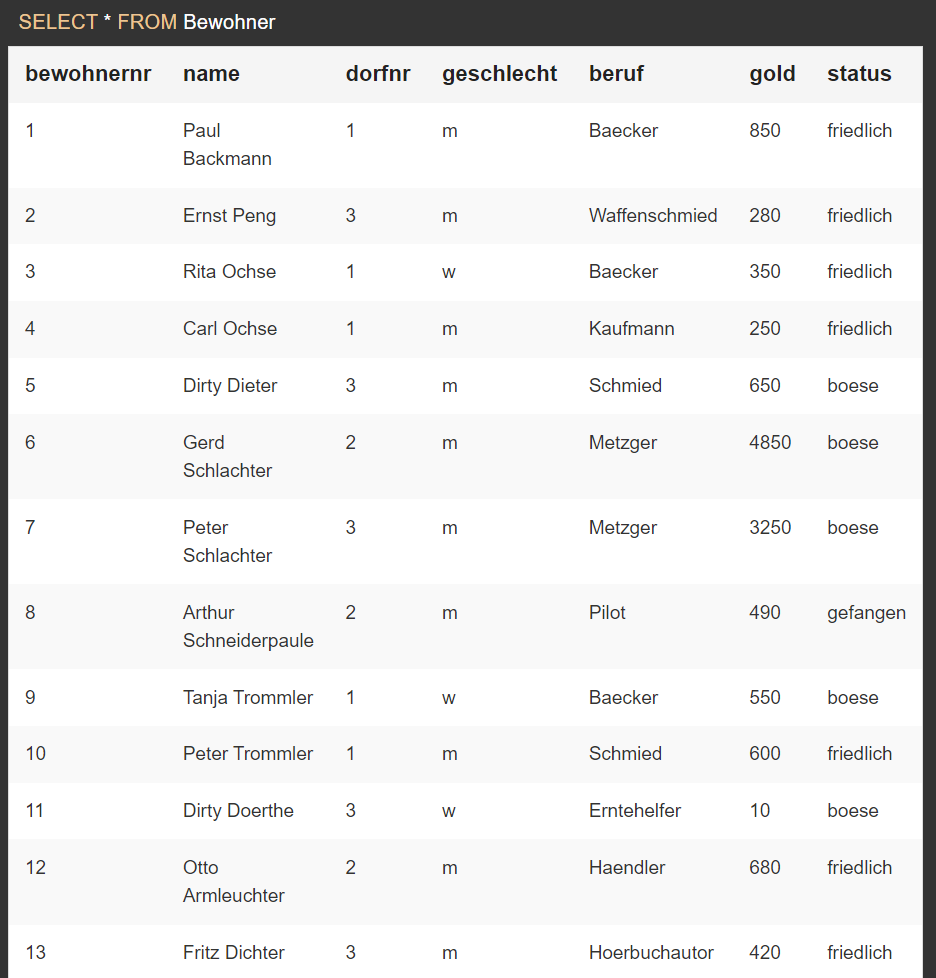 SELECT * FROM Bewohner
bewohnernr name dorfnr geschlecht beruf gold status
1 Paul Backmann 1 m Baecker 850 friedlich
2 Ernst Peng 3 m Waffenschmied 280 friedlich
3 Rita Ochse 1 w Baecker 350 friedlich
4 Carl Ochse 1 m Kaufmann 250 friedlich
5 Dirty Dieter 3 m Schmied 650 boese
6 Gerd Schlachter 2 m Metzger 4850 boese
7 Peter Schlachter 3 m Metzger 3250 boese
8 Arthur Schneiderpaule 2 m Pilot 490 gefangen
9 Tanja Trommler 1 w Baecker 550 boese
10 Peter Trommler 1 m Schmied 600 friedlich
11 Dirty Doerthe 3 w Erntehelfer 10 boese
12 Otto Armleuchter 2 m Haendler 680 friedlich
13 Fritz Dichter 3 m Hoerbuchautor 420 friedlich